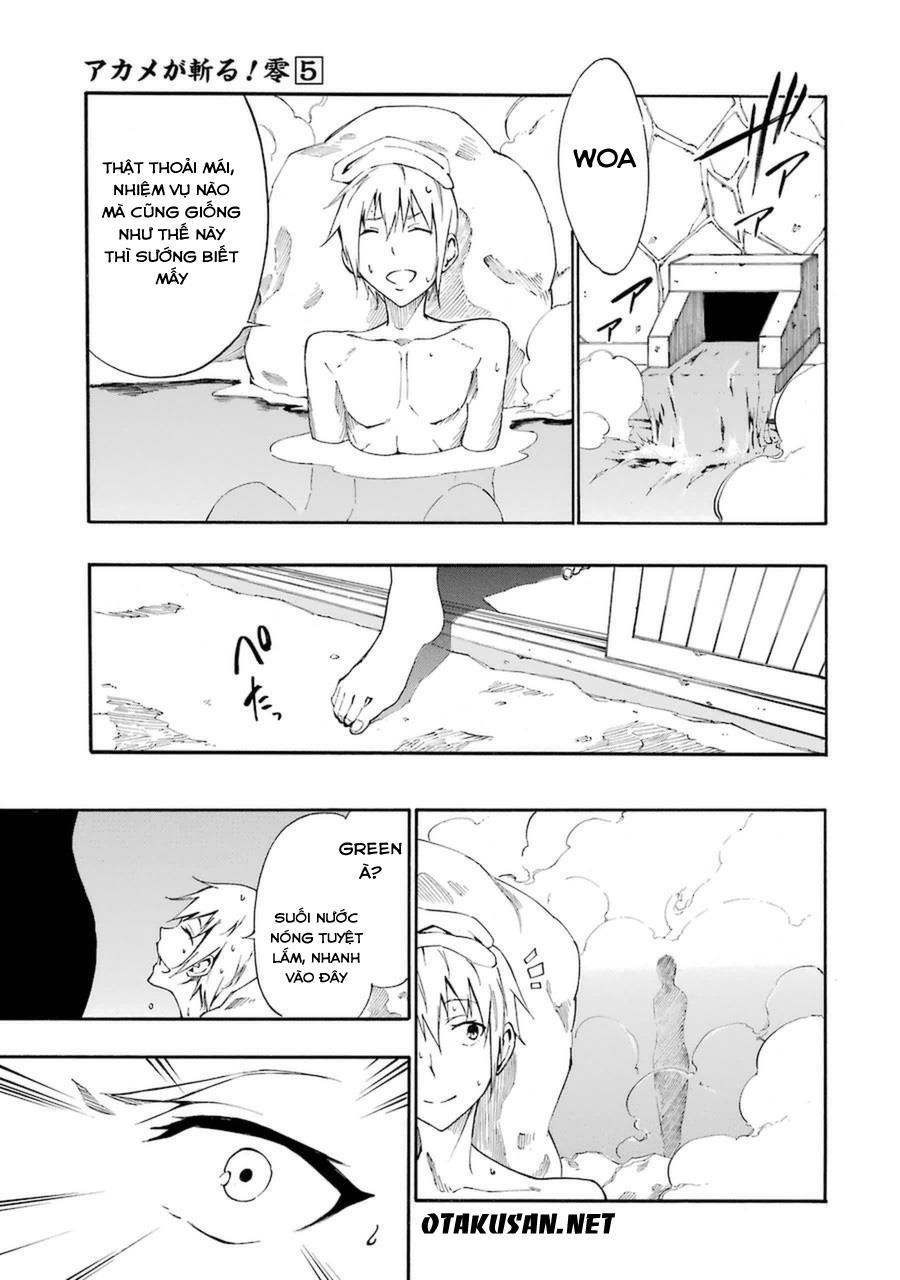 アカメが斬る!零5
WOA
ザアアアア
THẬT THOẢI MÁI,
NHIỆM VỤ NÀO
MÀ CŨNG GIỐNG
NHƯ THẾ NÀY
THÌ SƯỚNG BIẾT
MẤY
ペた
GREEN
À?
SUỐI NƯỚC
NÓNG TUYỆT
LẮM, NHANH
VÀO ĐÂY
OTAKUSAN.NET